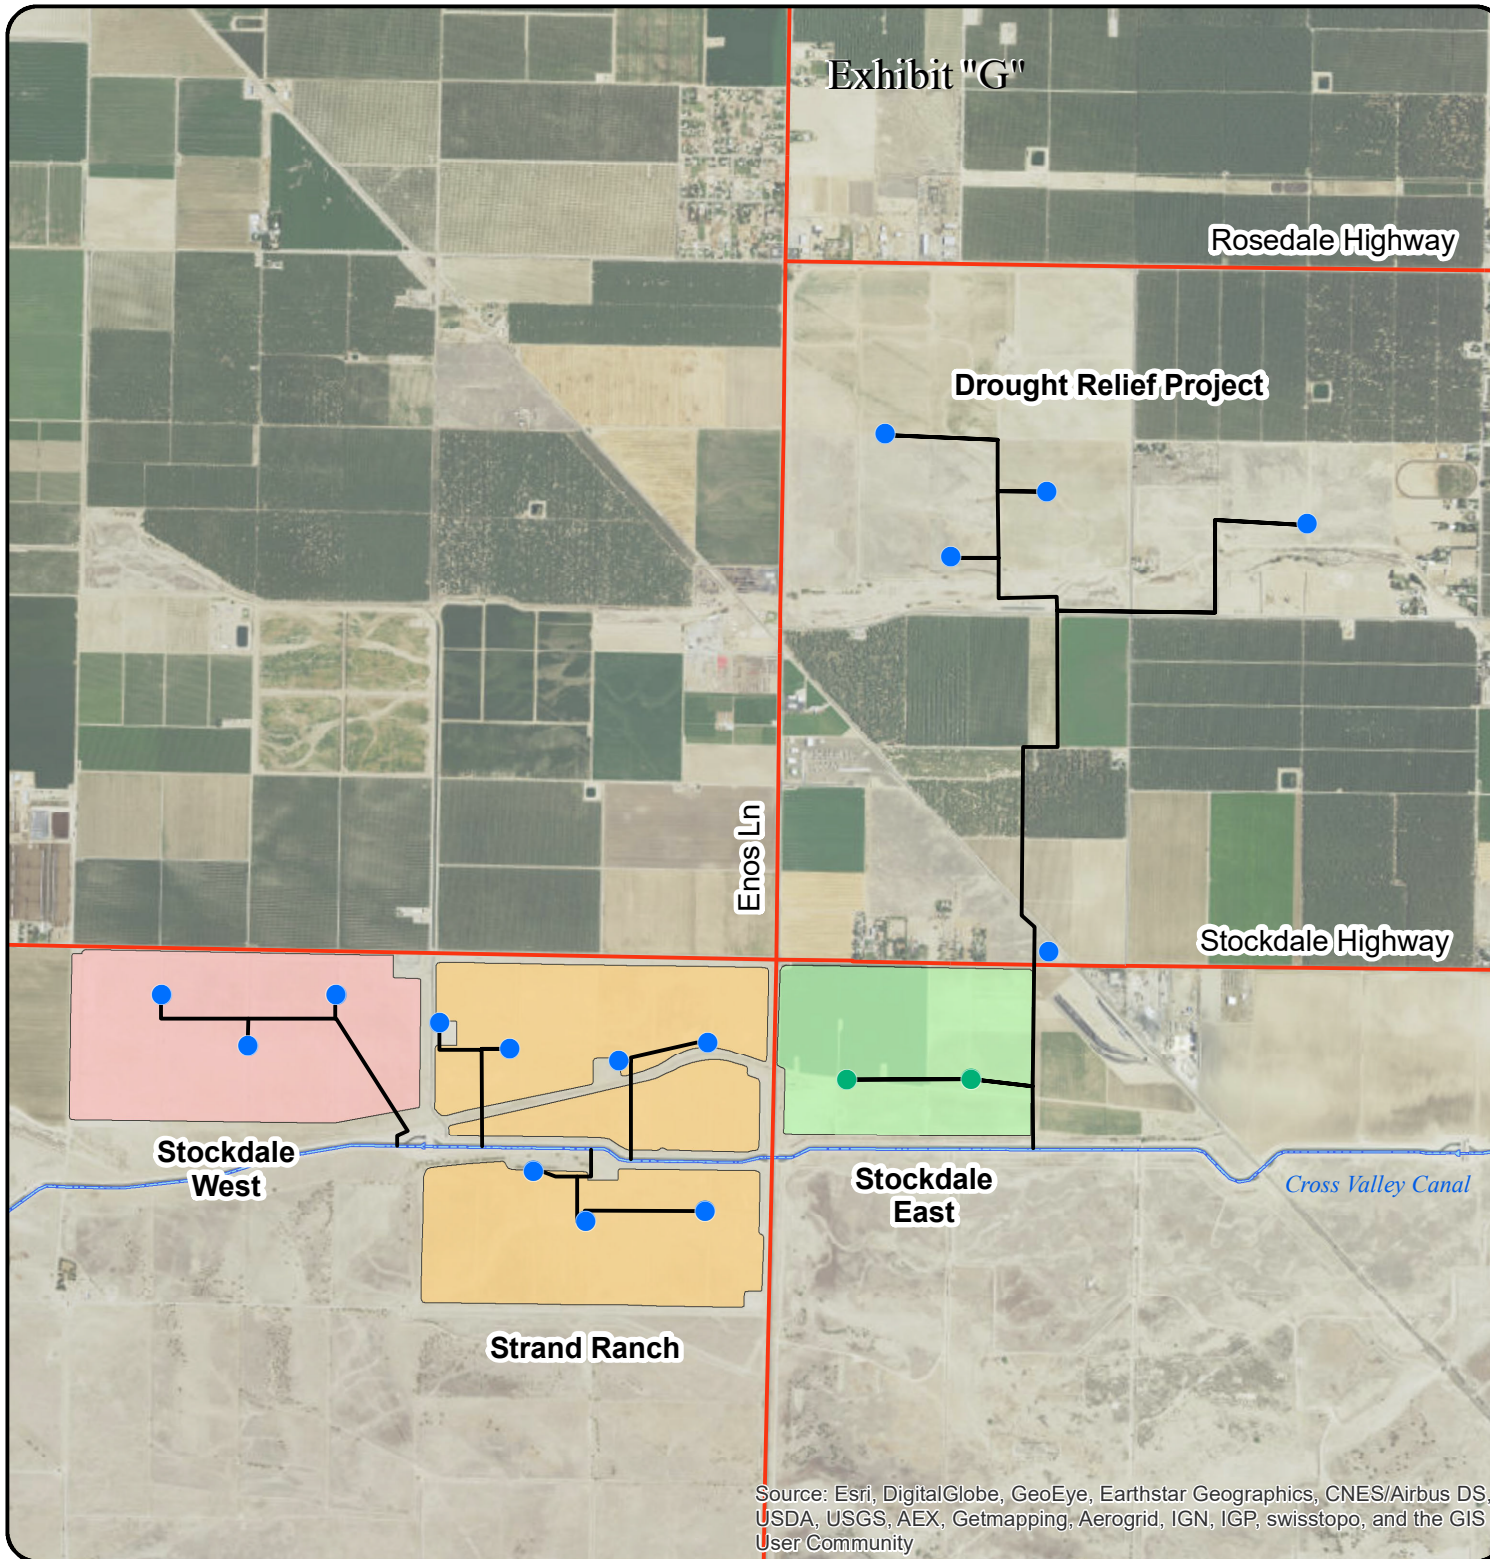 Exhibit "G"
Rosedale Highway
Drought Relief Project
Enos Ln
Stockdale Highway
Stockdale
West
Stockdale
East
Cross Valley Canal
Strand Ranch
Source: Esri, DigitalGlobe, GeoEye, Earthstar Geographics, CNES/Airbus DS,
USDA, USGS, AEX, Getmapping, Aerogrid, IGN, IGP, swisstopo, and the GIS
User Community